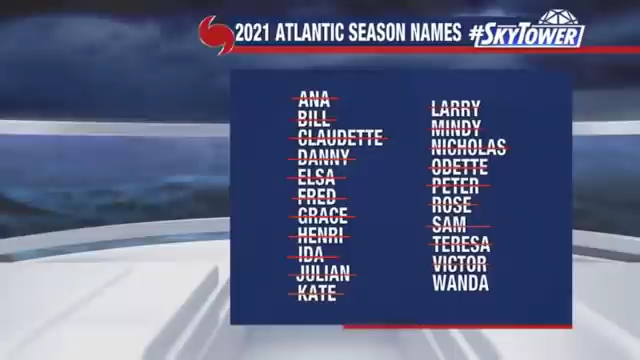 2021 ATLANTIC SEASON NAMES #SKYTOWER
ANA
BILL
CLAUDETTE
DANNY
ELSA
FRED
GRACE
HENRI
IDA
JULIAN
KATE
LARRY
MINDY
NICHOLAS
ODETTE
PETER
ROSE
SAM
TERESA
VICTOR
WANDA